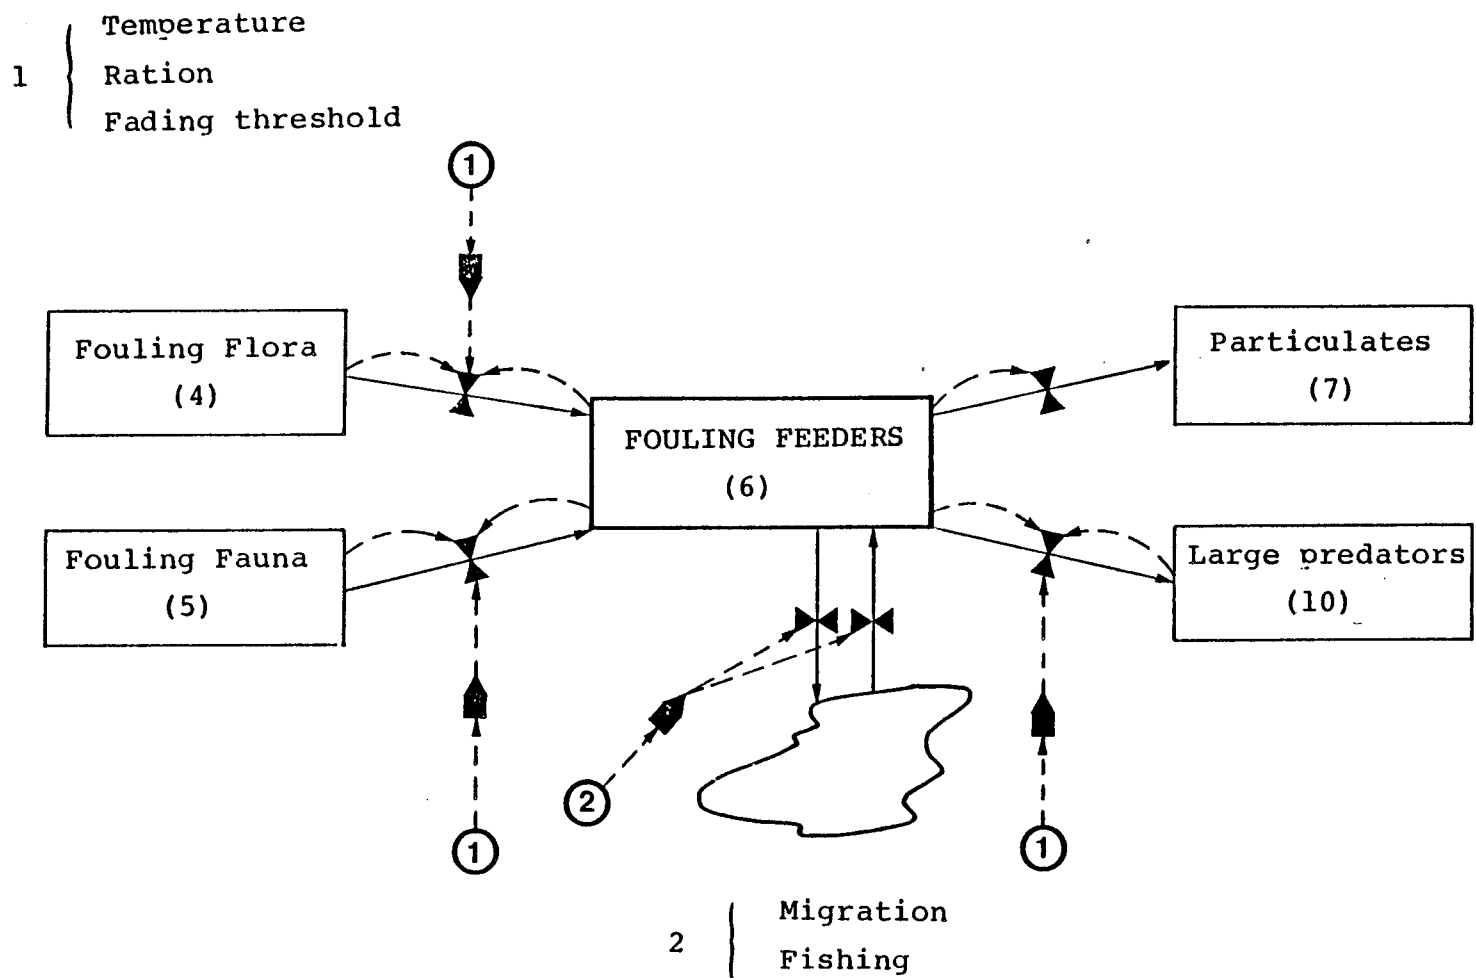 Temperature
1 Ration
Fading threshold
1
Fouling Flora
(4)
Particulates
(7)
FOULING FEEDERS
(6)
Fouling Fauna
(5)
Large predators
(10)
2
1
1
Migration
2
Fishing